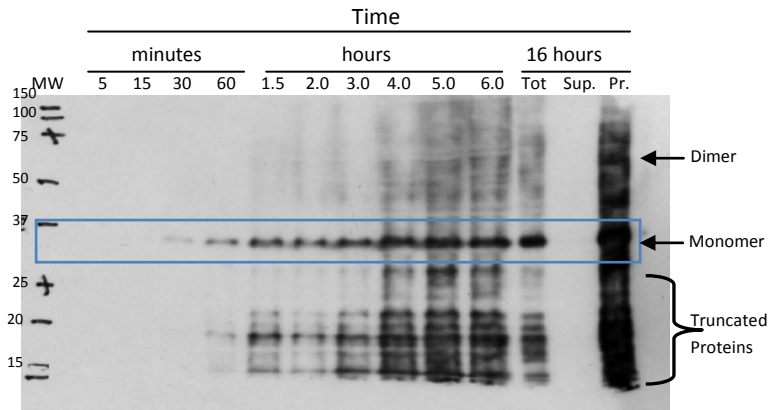 Time
minutes hours 16 hours
MW 5 15 30 60 1.5 2.0 3.0 4.0 5.0 6.0 Tot Sup. Pr.
150
100
75
Dimer
50
37
Monomer
25
20
Truncated
Proteins
15